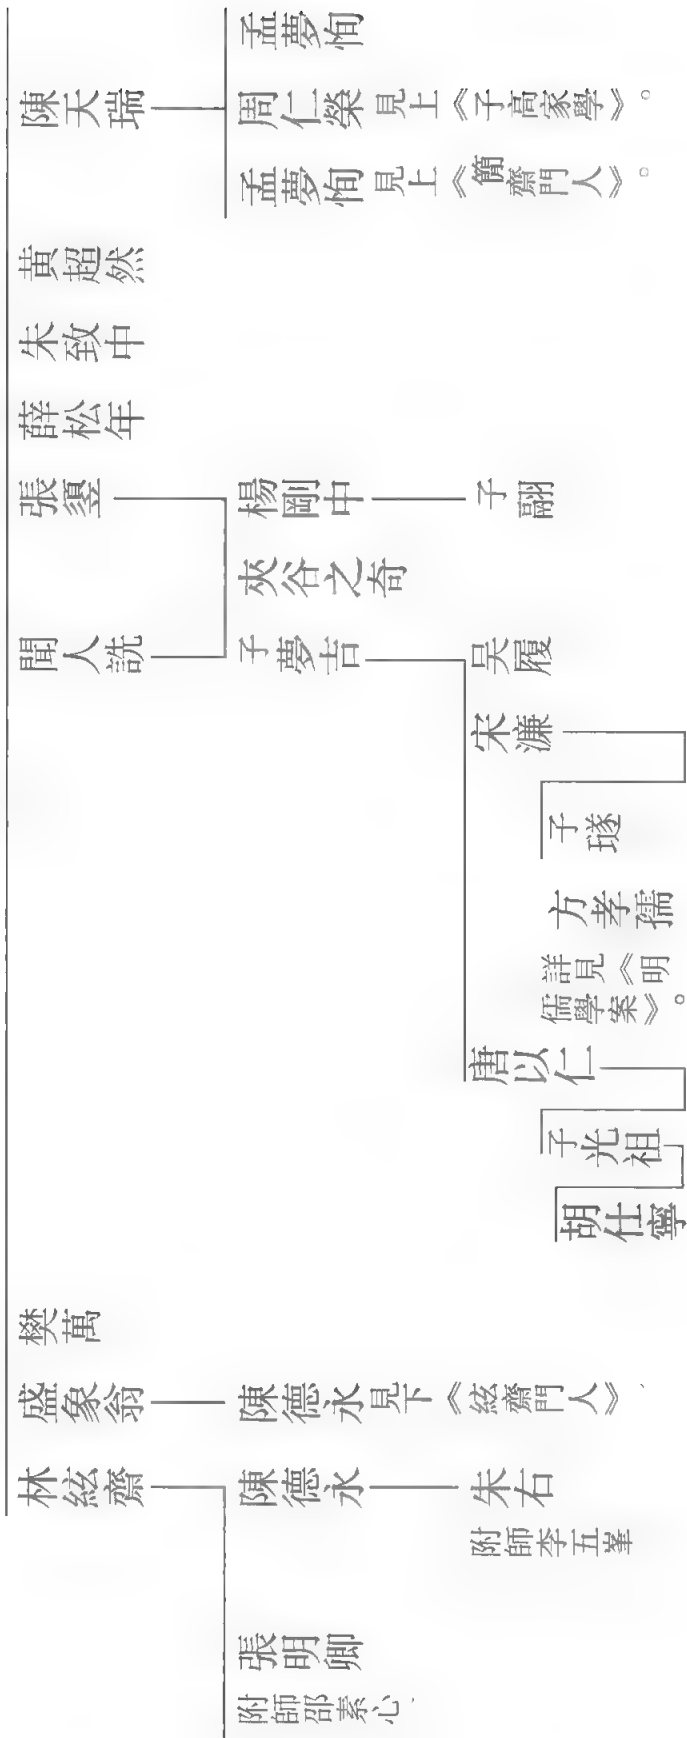 孟夢恂
陳天瑞
周仁榮 見上《子高家學》。
孟夢恂 見上《簡齋門人》。
黃超然
朱致中
薛松年
張𩓣
楊剛中
子翮
夾谷之奇
聞人詵
子夢吉
吳履
宋濂
子璲
方孝孺
詳見《明
儒學案》。
唐以仁
子光祖
胡仕寧
樊萬
盛象翁
陳德永 見下《絃齋門人》、
林絃齋
陳德永
朱右
附師李五峯
張明卿
附師邵素心、